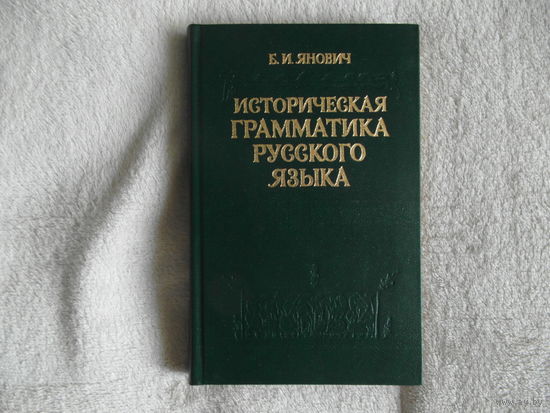 Б. И. ЯНОВИЧ
ИСТОРИЧЕСКАЯ
ГРАММАТИКА
РУССКОГО
ЯЗЫКА